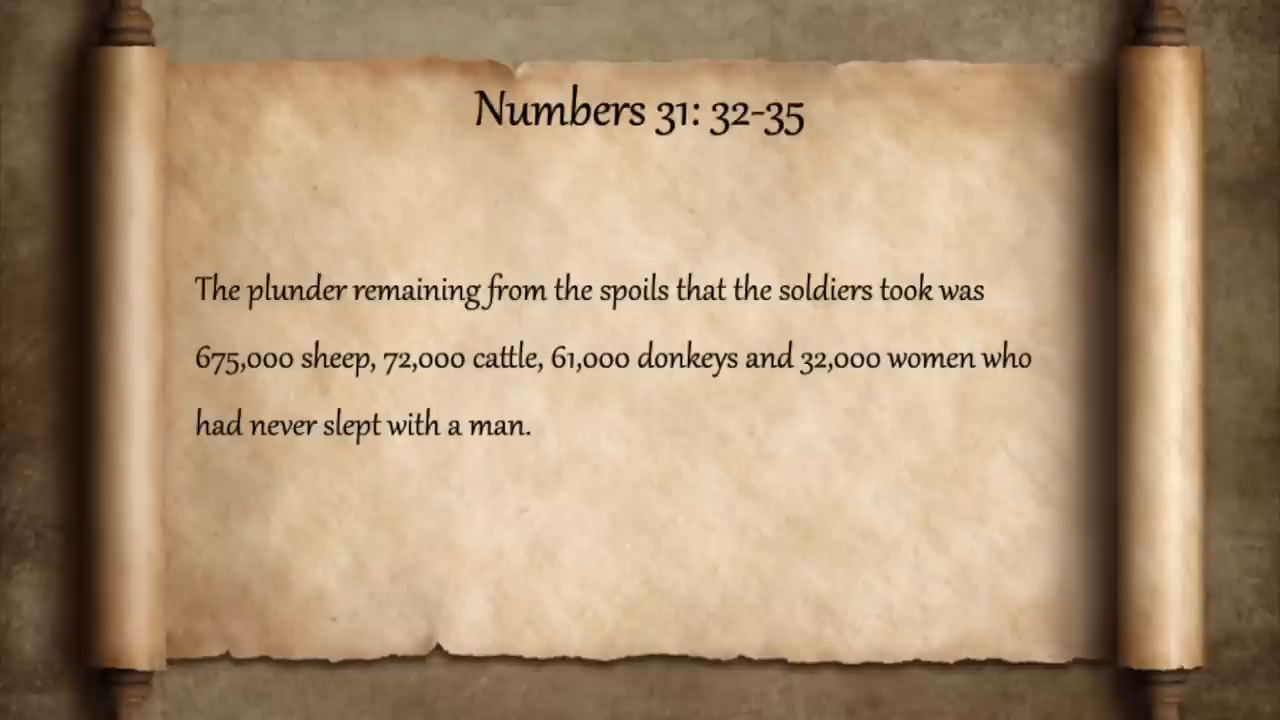 Numbers 31: 32-35
The plunder remaining from the spoils that the soldiers took was
675,000 sheep, 72,000 cattle, 61,000 donkeys and 32,000 women who
had never slept with a man.